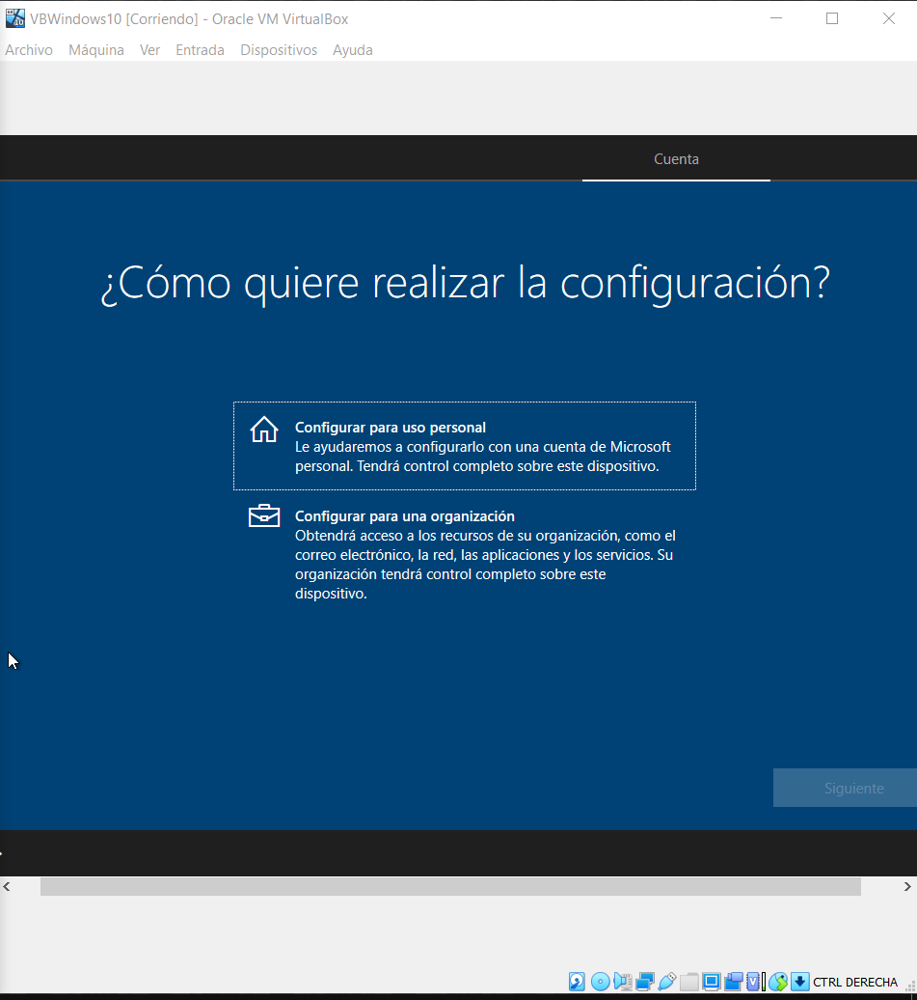 VBWindows10 [Corriendo] - Oracle VM VirtualBox
Archivo Máquina Ver Entrada Dispositivos Ayuda
Cuenta
¿Cómo quiere realizar la configuración?
Configurar para uso personal
Le ayudaremos a configurarlo con una cuenta de Microsoft
personal. Tendrá control completo sobre este dispositivo.
Configurar para una organización
Obtendrá acceso a los recursos de su organización, como el
correo electrónico, la red, las aplicaciones y los servicios. Su
organización tendrá control completo sobre este
dispositivo.
Siguiente
CTRL DERECHA